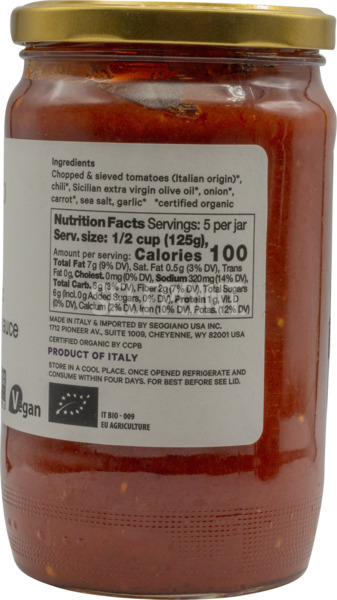 Ingredients
Chopped & sieved tomatoes (Italian origin)*,
chili*, Sicilian extra virgin olive oil*, onion*,
carrot*, sea salt, garlic* *certified organic
Nutrition Facts Servings: 5 per jar
Serv. size: 1/2 cup (125g),
Amount per serving: Calories 100
Total Fat 7g (9% DV), Sat. Fat 0.5g (3% DV), Trans
Fat 0g, Cholest. 0mg (0% DV), Sodium 320mg (14% DV),
Total Carb. 8g (3% DV), Fiber 2g (7% DV), Total Sugars
6g (Incl. 0g Added Sugars, 0% DV), Protein 1g, Vit. D
(0% DV), Calcium (2% DV), Iron (10% DV), Potas. (12% DV)
MADE IN ITALY & IMPORTED BY SEGGIANO USA INC.
1712 PIONEER AV., SUITE 1009, CHEYENNE, WY 82001 USA
CERTIFIED ORGANIC BY CCPB
PRODUCT OF ITALY
STORE IN A COOL PLACE. ONCE OPENED REFRIGERATE AND
CONSUME WITHIN FOUR DAYS. FOR BEST BEFORE SEE LID.
auce
Vegan
IT BIO - 009
EU AGRICULTURE